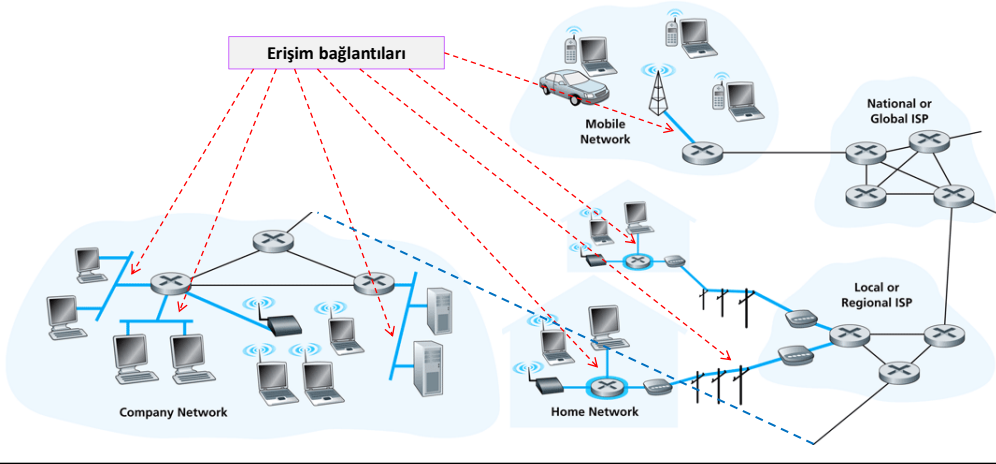 Erişim bağlantıları
Mobile
Network
National or
Global ISP
Local or
Regional ISP
Company Network
Home Network